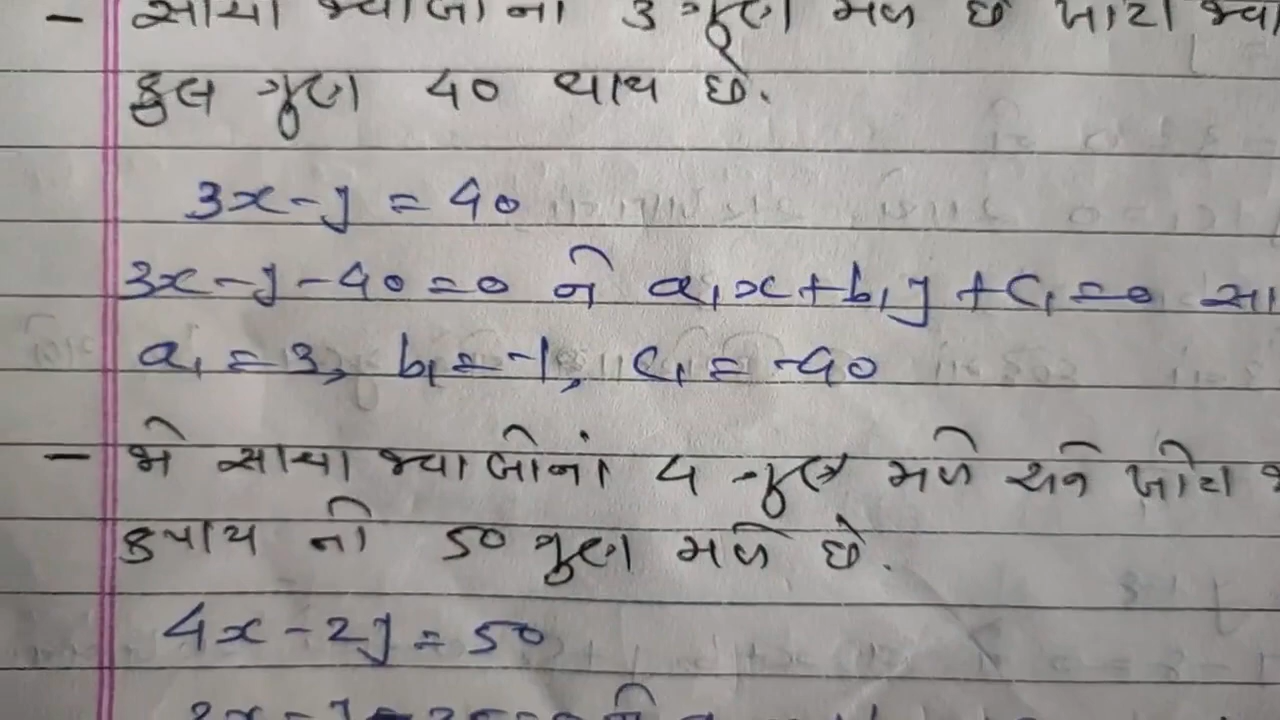 - સાચા જવાબોના 3 ગુણ મળે છે ખોટા
કુલ ગુણ 40 થાય છે.
3x - y = 40
3x - y - 40 = 0 ને a₁x + b₁y + c₁ = 0 સા
a₁ = 3, b₁ = -1, c₁ = -40
- જો સાચા જવાબોનાં 4 ગુણ મળે અને ખોટા
કપાય તો 50 ગુણ મળે છે.
4x - 2y = 50